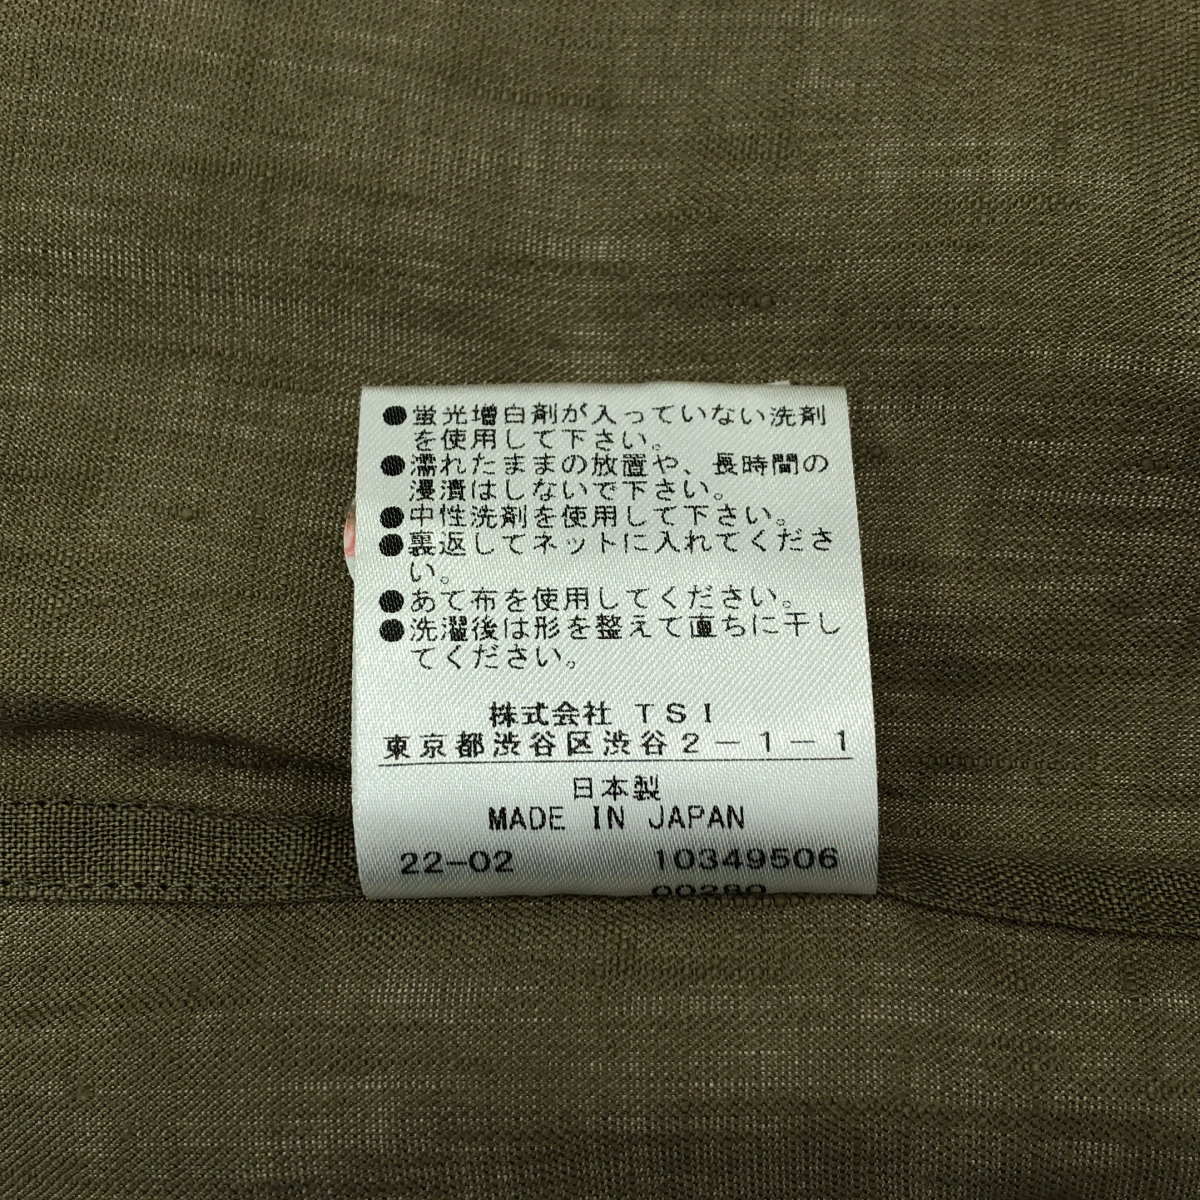 ●蛍光増白剤が入っていない洗剤
を使用して下さい。
●濡れたままの放置や、長時間の
浸漬はしないで下さい。
●中性洗剤を使用して下さい。
●裏返してネットに入れてくださ
い。
●あて布を使用してください。
●洗濯後は形を整えて直ちに干し
てください。
株式会社 TSI
東京都渋谷区渋谷2-1-1
日本製
MADE IN JAPAN
22-02 10349506
00280